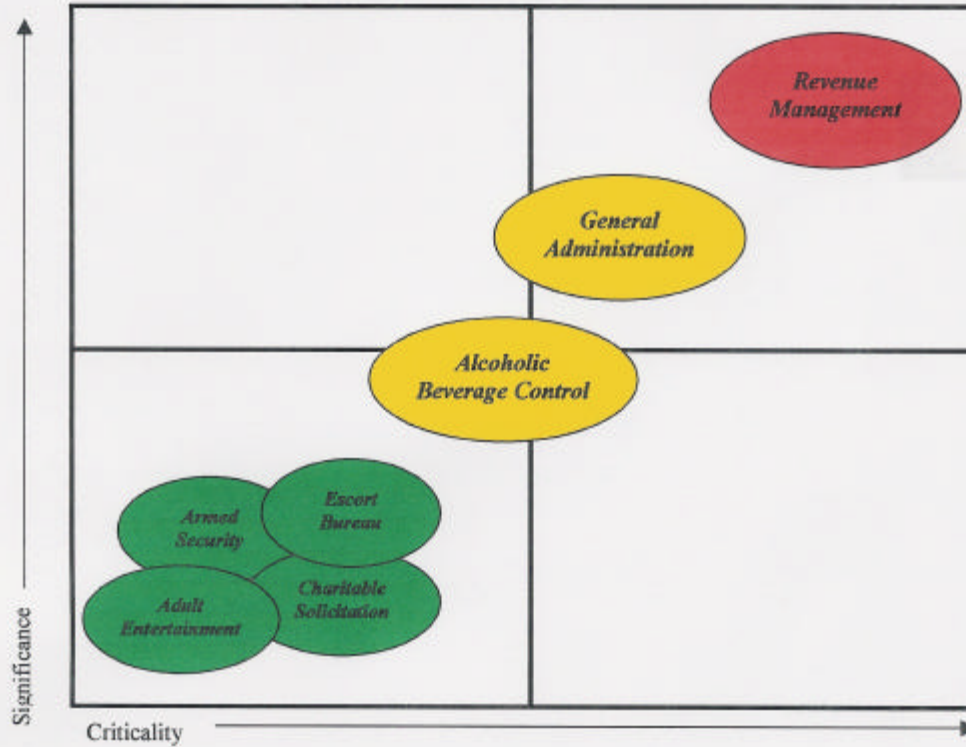 Revenue
Management
General
Administration
Alcoholic
Beverage Control
Escort
Bureau
Armed
Security
Charitable
Solicitation
Adult
Entertainment
Significance
Criticality